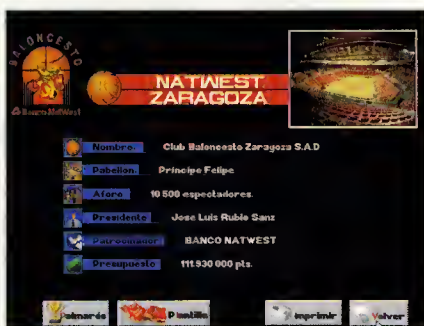 BALONCESTO
Banco NatWest
NATWEST
ZARAGOZA
Nombre. Club Baloncesto Zaragoza S.A.D
Pabellon. Principe Felipe
Aforo 10 500 espectadores.
Presidente Jose Luis Rubio Sanz
Patrocinador BANCO NATWEST
Presupuesto 111.930 000 pts.
Palmarés Plantilla Imprimir Volver